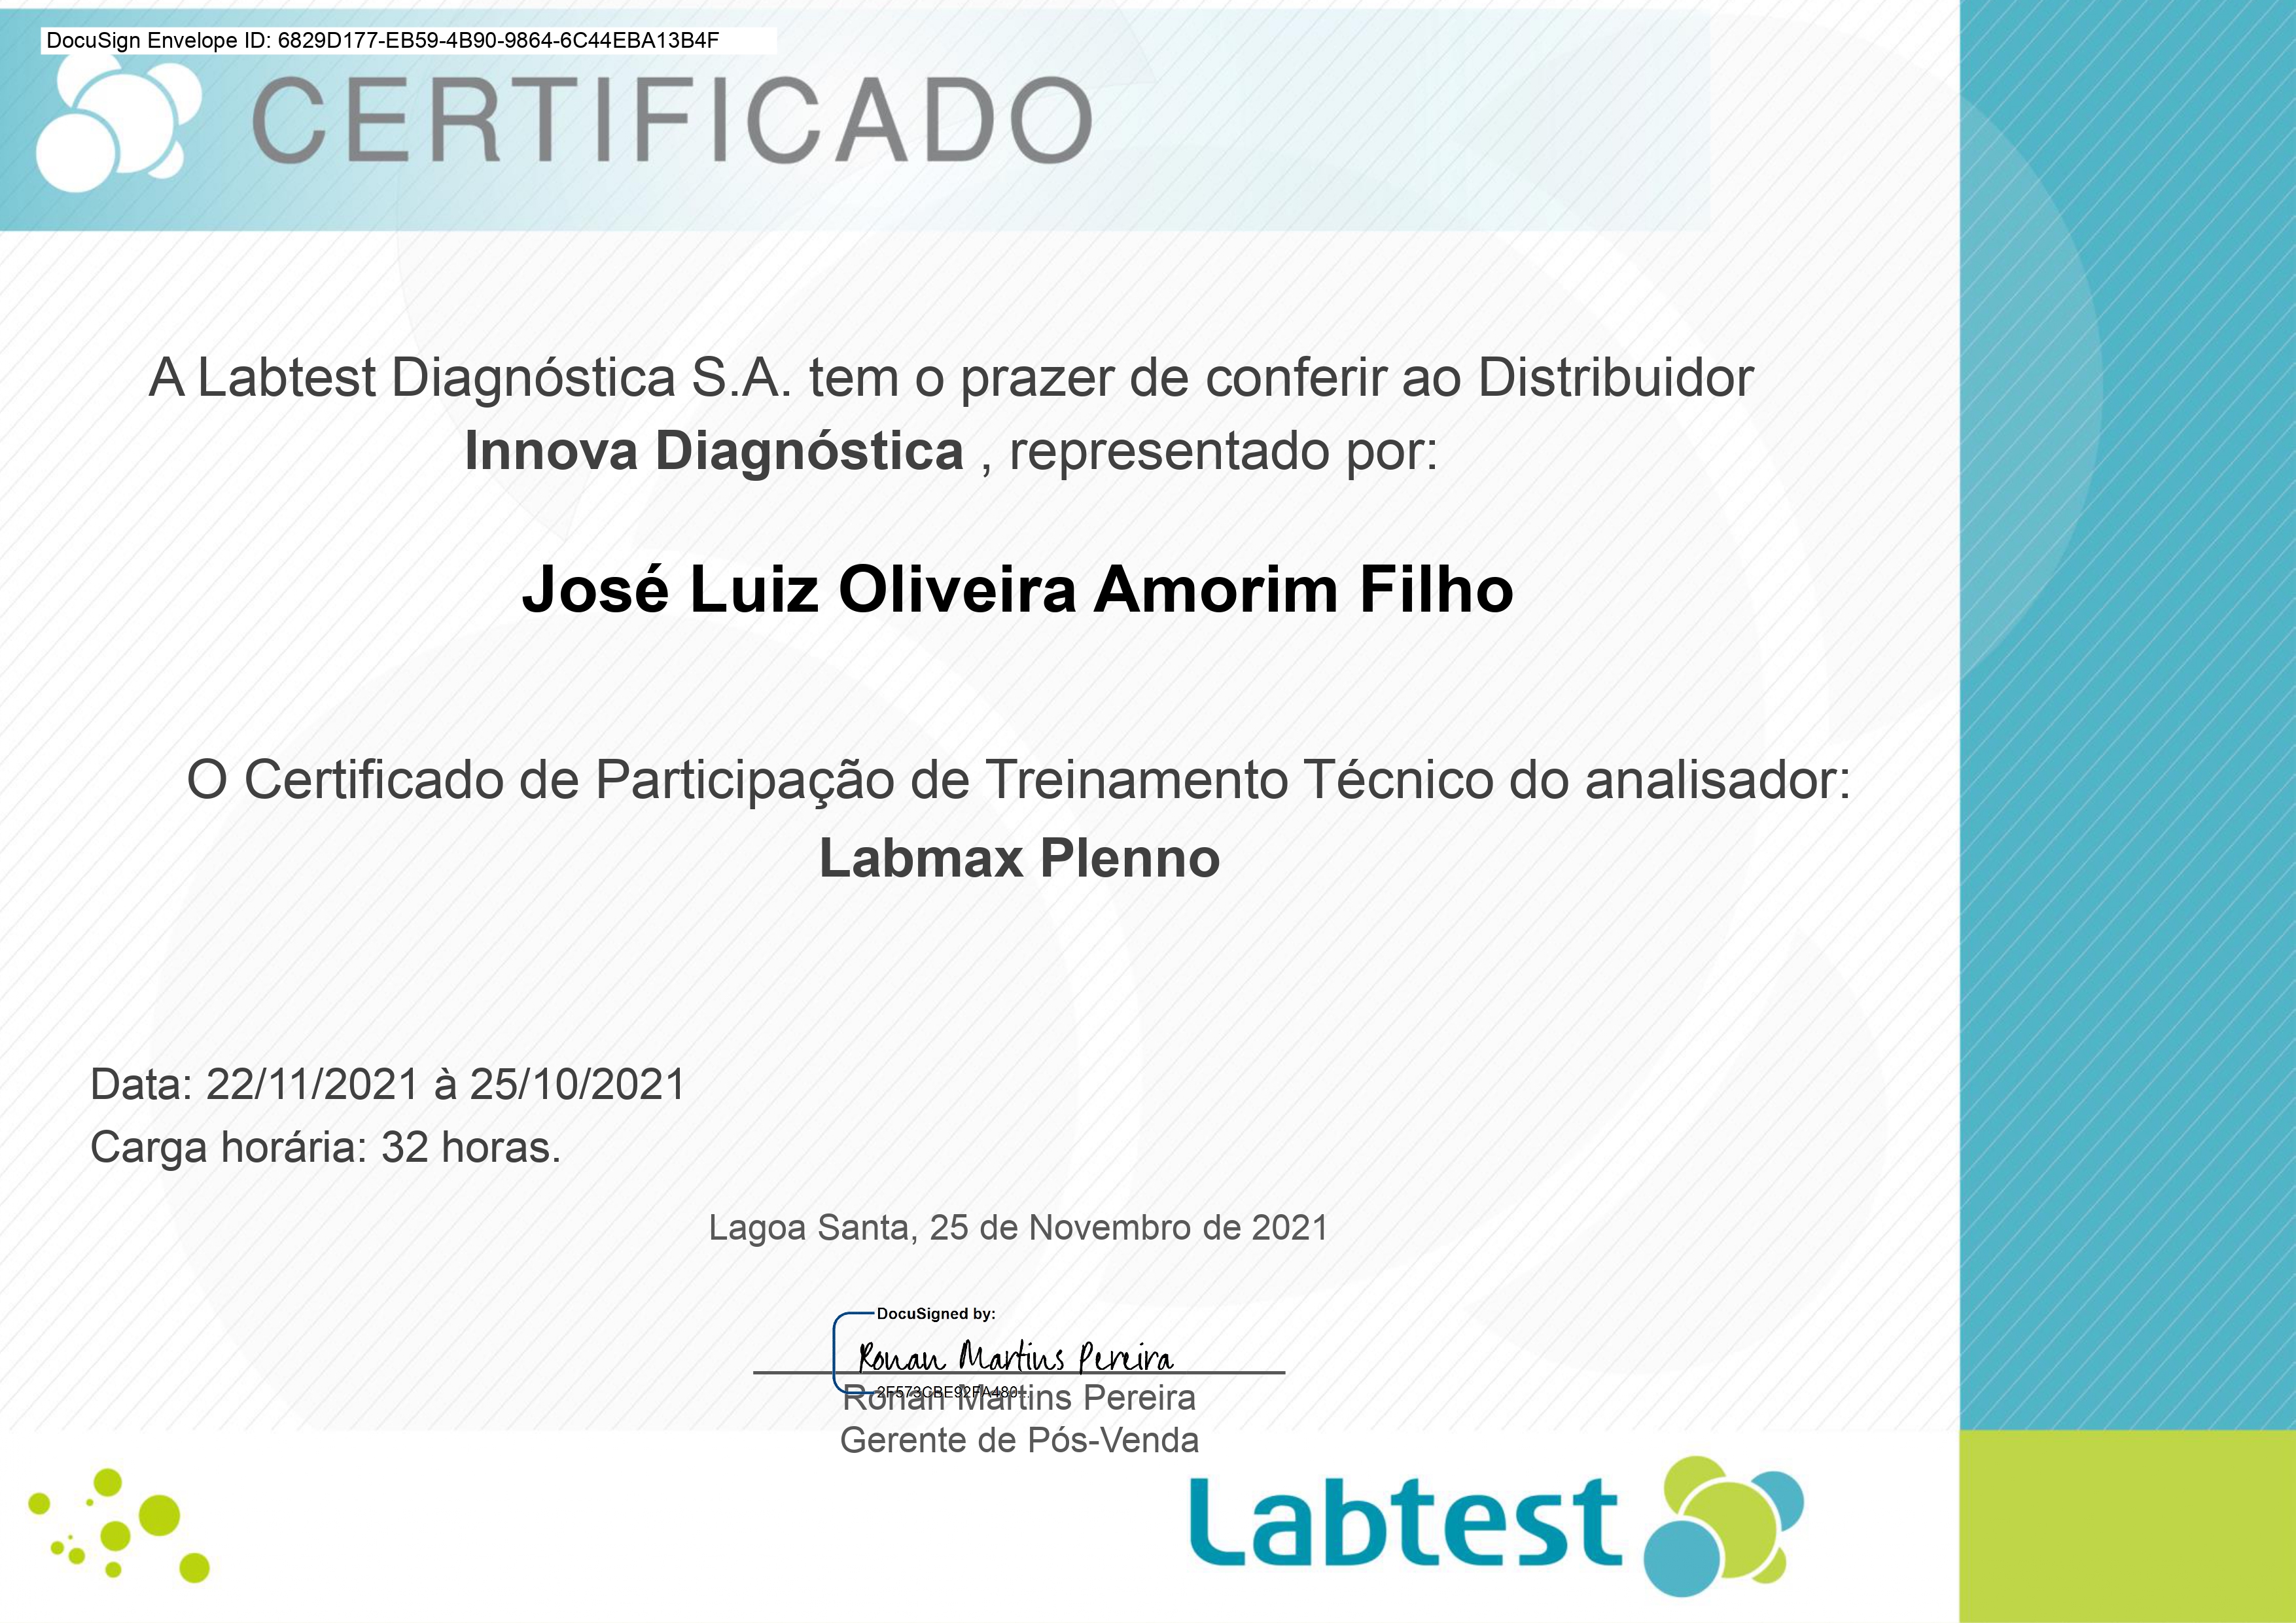 DocuSign Envelope ID: 6829D177-EB59-4B90-9864-6C44EBA13B4F
CERTIFICADO
A Labtest Diagnóstica S.A. tem o prazer de conferir ao Distribuidor
Innova Diagnóstica , representado por:
José Luiz Oliveira Amorim Filho
O Certificado de Participação de Treinamento Técnico do analisador:
Labmax Plenno
Data: 22/11/2021 à 25/10/2021
Carga horária: 32 horas.
Lagoa Santa, 25 de Novembro de 2021
DocuSigned by:
Ronan Martins Pereira
Ronan Martins Pereira
Gerente de Pós-Venda
Labtest